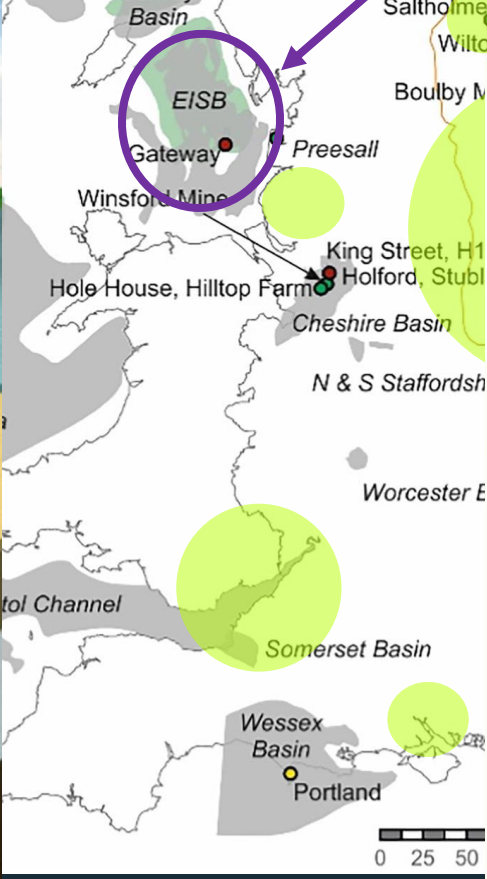 Basin
Saltholme
Wilto
EISB
Boulby M
Gateway
Preesall
Winsford Mine
King Street, H1
Holford, Stubl
Hole House, Hilltop Farm
Cheshire Basin
N & S Staffordsh
Worcester B
tol Channel
Somerset Basin
Wessex
Basin
Portland
0 25 50